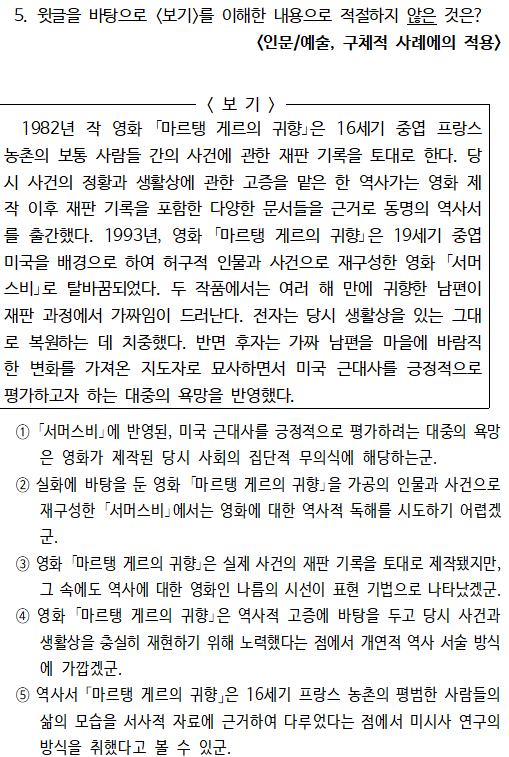 5. 윗글을 바탕으로 <보기>를 이해한 내용으로 적절하지 않은 것은?
<인문/예술, 구체적 사례에의 적용>
< 보 기 >
1982년 작 영화 「마르탱 게르의 귀향」은 16세기 중엽 프랑스
농촌의 보통 사람들 간의 사건에 관한 재판 기록을 토대로 한다. 당
시 사건의 정황과 생활상에 관한 고증을 맡은 한 역사가는 영화 제
작 이후 재판 기록을 포함한 다양한 문서들을 근거로 동명의 역사서
를 출간했다. 1993년, 영화 「마르탱 게르의 귀향」은 19세기 중엽
미국을 배경으로 하여 허구적 인물과 사건으로 재구성한 영화 「서머
스비」로 탈바꿈되었다. 두 작품에서는 여러 해 만에 귀향한 남편이
재판 과정에서 가짜임이 드러난다. 전자는 당시 생활상을 있는 그대
로 복원하는 데 치중했다. 반면 후자는 가짜 남편을 마을에 바람직
한 변화를 가져온 지도자로 묘사하면서 미국 근대사를 긍정적으로
평가하고자 하는 대중의 욕망을 반영했다.
① 「서머스비」에 반영된, 미국 근대사를 긍정적으로 평가하려는 대중의 욕망
은 영화가 제작된 당시 사회의 집단적 무의식에 해당하는군.
② 실화에 바탕을 둔 영화 「마르탱 게르의 귀향」을 가공의 인물과 사건으로
재구성한 「서머스비」에서는 영화에 대한 역사적 독해를 시도하기 어렵겠
군.
③ 영화 「마르탱 게르의 귀향」은 실제 사건의 재판 기록을 토대로 제작됐지만,
그 속에도 역사에 대한 영화인 나름의 시선이 표현 기법으로 나타났겠군.
④ 영화 「마르탱 게르의 귀향」은 역사적 고증에 바탕을 두고 당시 사건과
생활상을 충실히 재현하기 위해 노력했다는 점에서 개연적 역사 서술 방식
에 가깝겠군.
⑤ 역사서 「마르탱 게르의 귀향」은 16세기 프랑스 농촌의 평범한 사람들의
삶의 모습을 서사적 자료에 근거하여 다루었다는 점에서 미시사 연구의
방식을 취했다고 볼 수 있군.